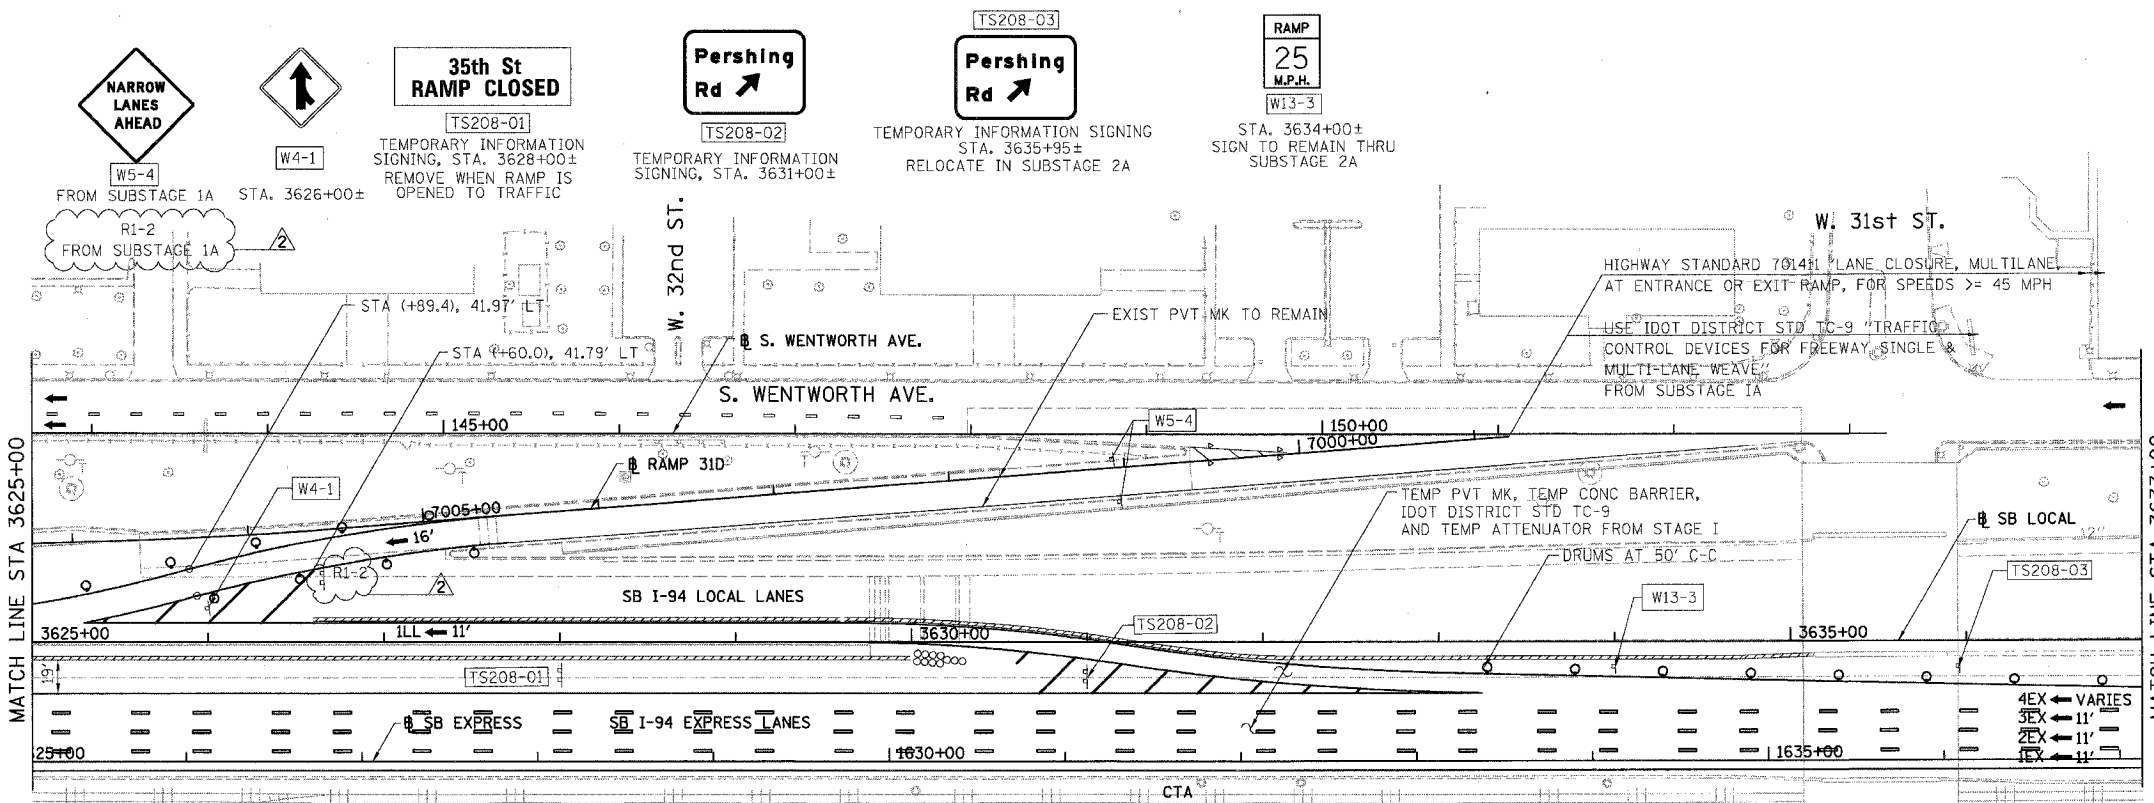 NARROW
LANES
AHEAD
W5-4
FROM SUBSTAGE 1A
R1-2
FROM SUBSTAGE 1A
2
W4-1
STA. 3626+00±
35th St
RAMP CLOSED
TS208-01
TEMPORARY INFORMATION
SIGNING, STA. 3628+00±
REMOVE WHEN RAMP IS
OPENED TO TRAFFIC
Pershing
Rd
TS208-02
TEMPORARY INFORMATION
SIGNING, STA. 3631+00±
TS208-03
Pershing
Rd
TEMPORARY INFORMATION SIGNING
STA. 3635+95±
RELOCATE IN SUBSTAGE 2A
RAMP
25
M.P.H.
W13-3
STA. 3634+00±
SIGN TO REMAIN THRU
SUBSTAGE 2A
W. 32nd ST.
W. 31st ST.
HIGHWAY STANDARD 701411 "LANE CLOSURE, MULTILANE,
AT ENTRANCE OR EXIT RAMP, FOR SPEEDS >= 45 MPH
USE IDOT DISTRICT STD TC-9 "TRAFFIC
CONTROL DEVICES FOR FREEWAY SINGLE &
MULTI-LANE WEAVE"
FROM SUBSTAGE 1A
STA (+89.4), 41.97' LT
STA (+60.0), 41.79' LT
EXIST PVT MK TO REMAIN
℄ S. WENTWORTH AVE.
S. WENTWORTH AVE.
145+00
150+00
7000+00
W5-4
℄ RAMP 31D
W4-1
7005+00
16'
R1-2
2
TEMP PVT MK, TEMP CONC BARRIER,
IDOT DISTRICT STD TC-9
AND TEMP ATTENUATOR FROM STAGE I
DRUMS AT 50' C-C
℄ SB LOCAL
12"
TS208-03
W13-3
SB I-94 LOCAL LANES
TS208-02
3625+00
1LL 11'
3630+00
3635+00
19'
TS208-01
4EX VARIES
3EX 11'
2EX 11'
1EX 11'
℄ SB EXPRESS
SB I-94 EXPRESS LANES
25+00
1630+00
1635+00
CTA
MATCH LINE STA 3625+00
MATCH LINE STA 3637+00